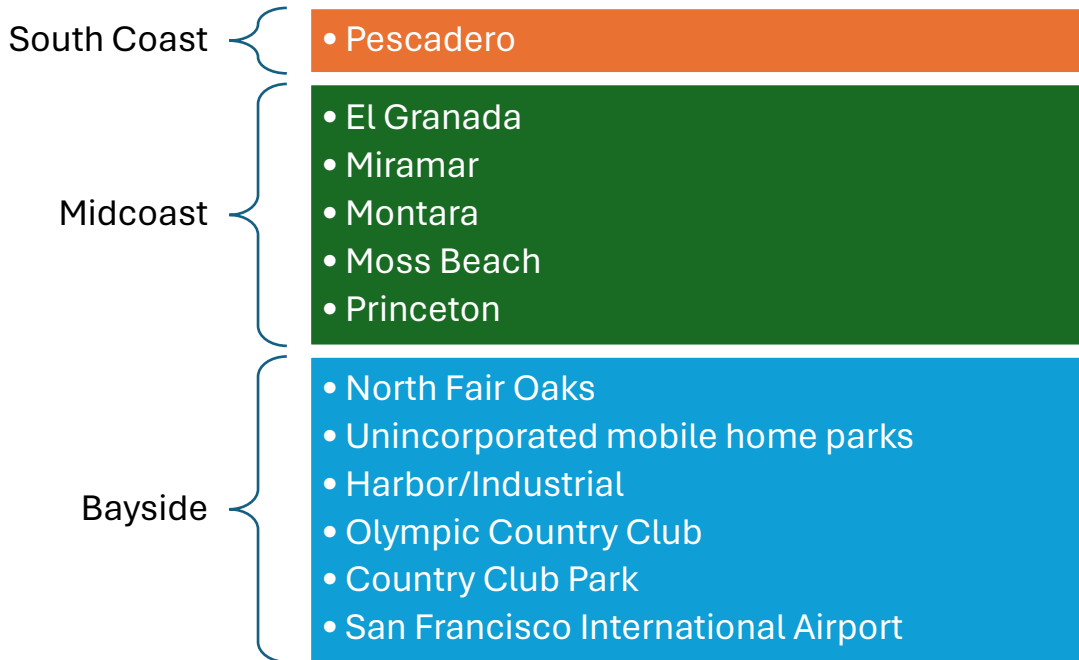 South Coast
• Pescadero
Midcoast
• El Granada
• Miramar
• Montara
• Moss Beach
• Princeton
Bayside
• North Fair Oaks
• Unincorporated mobile home parks
• Harbor/Industrial
• Olympic Country Club
• Country Club Park
• San Francisco International Airport